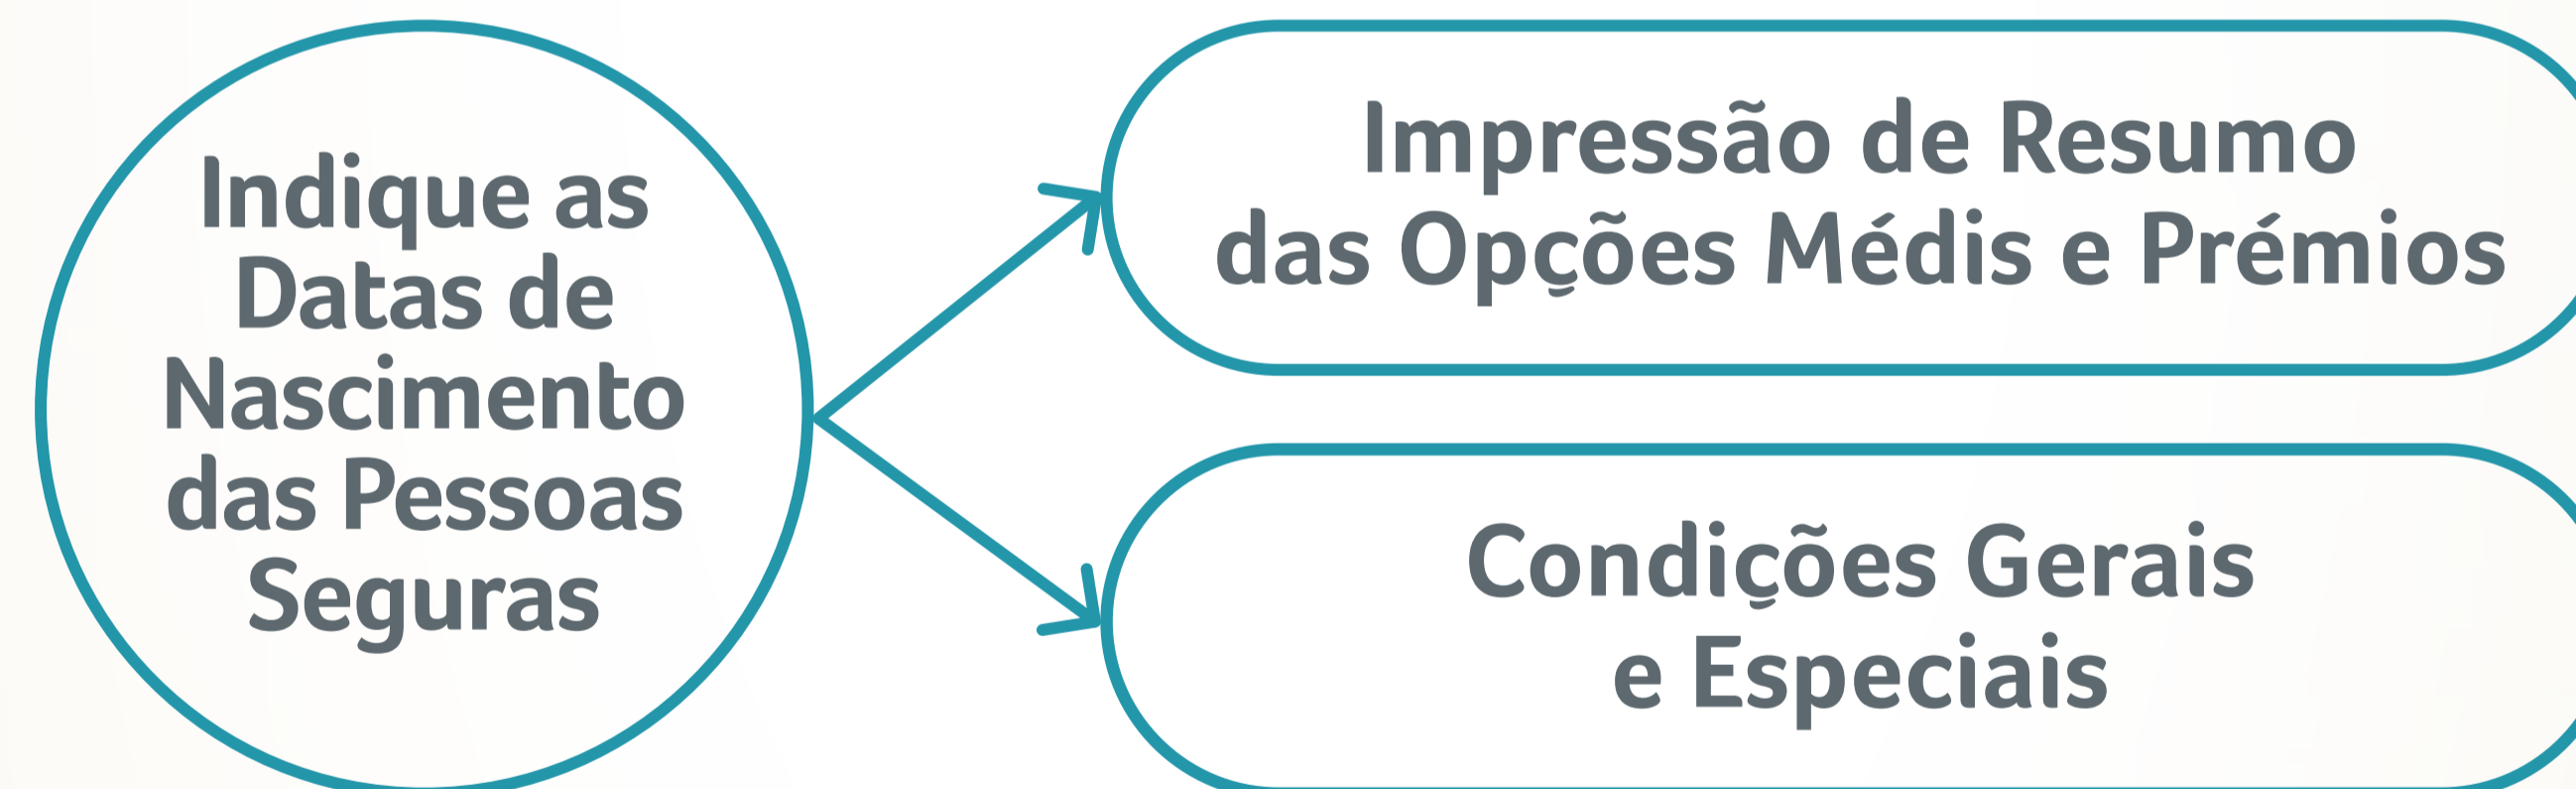 Indique as
Datas de
Nascimento
das Pessoas
Seguras
Impressão de Resumo
das Opções Médis e Prémios
Condições Gerais
e Especiais